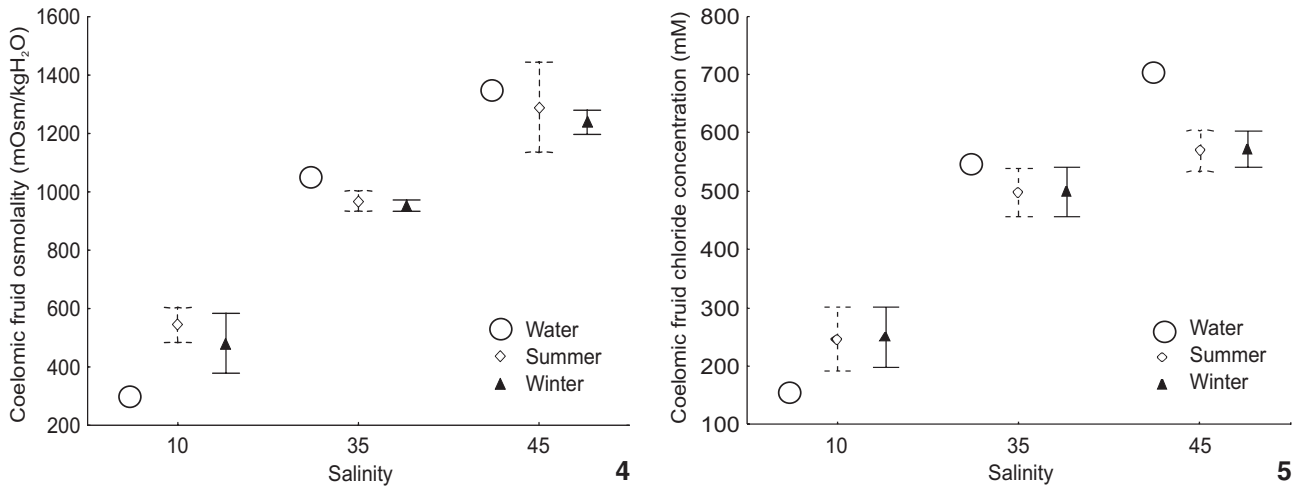 Coelomic fruid osmolality (mOsm/kgH₂O)
1600
1400
1200
1000
800
600
400
200
10
35
45
Salinity
Water
Summer
Winter
4
Coelomic fruid chloride concentration (mM)
800
700
600
500
400
300
200
100
10
35
45
Salinity
Water
Summer
Winter
5